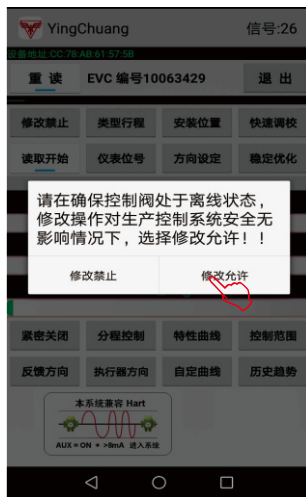 YingChuang 信号:26
设备地址:CC:78:AB:61:57:5B
重 读 EVC 编号10063429 退 出
修改禁止 类型行程 安装位置 快速调校
读取开始 仪表位号 方向设定 稳定优化
请在确保控制阀处于离线状态，
修改操作对生产控制系统安全无
影响情况下，选择修改允许！！
修改禁止 修改允许
紧密关闭 分程控制 特性曲线 控制范围
反馈方向 执行器方向 自定曲线 历史趋势
本系统兼容 Hart
AUX = ON + >8mA 进入系统